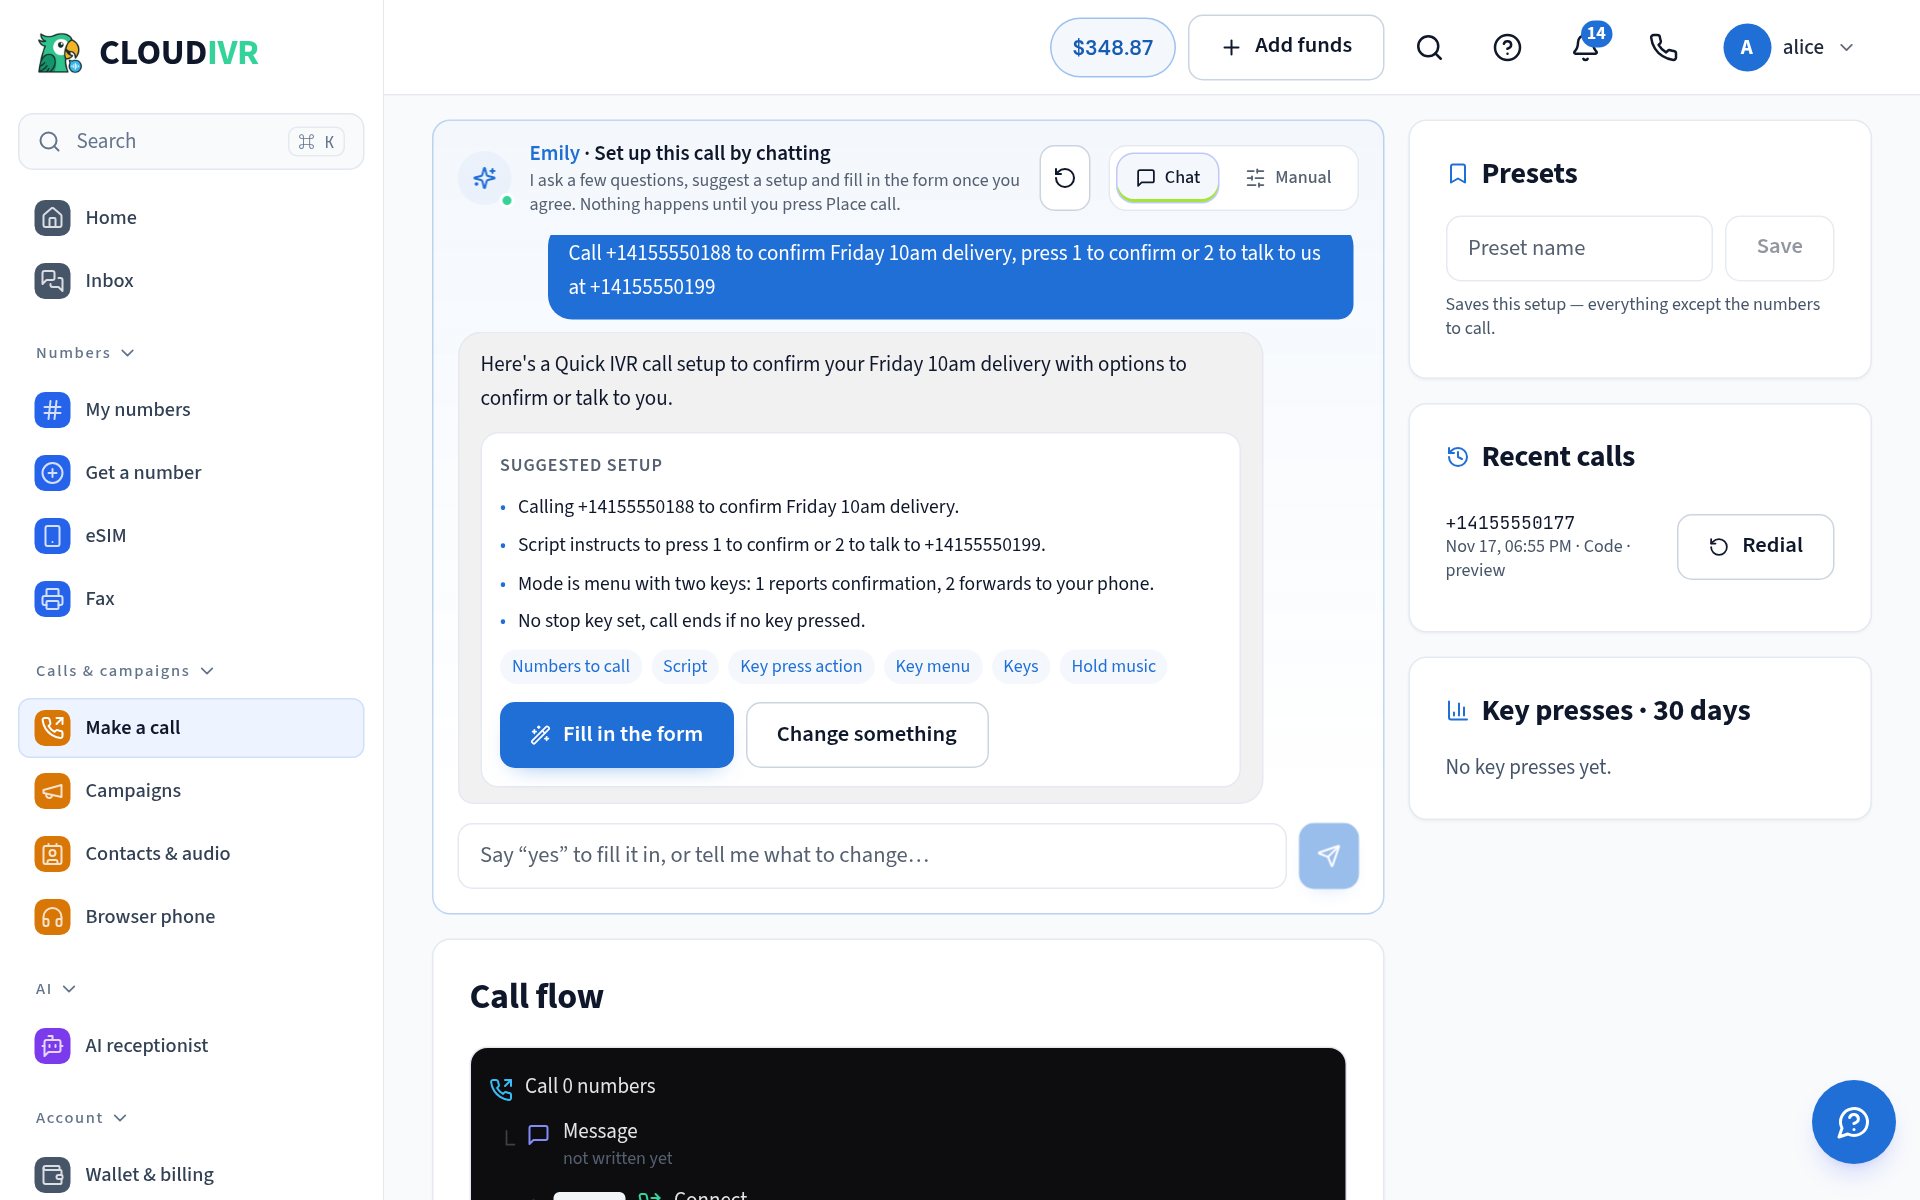 CLOUDIVR
Search
⌘ K
Home
Inbox
Numbers
My numbers
Get a number
eSIM
Fax
Calls & campaigns
Make a call
Campaigns
Contacts & audio
Browser phone
AI
AI receptionist
Account
Wallet & billing
$348.87
Add funds
14
A
alice
Emily · Set up this call by chatting
I ask a few questions, suggest a setup and fill in the form once you
agree. Nothing happens until you press Place call.
Chat
Manual
Call +14155550188 to confirm Friday 10am delivery, press 1 to confirm or 2 to talk to us
at +14155550199
Here's a Quick IVR call setup to confirm your Friday 10am delivery with options to
confirm or talk to you.
SUGGESTED SETUP
• Calling +14155550188 to confirm Friday 10am delivery.
• Script instructs to press 1 to confirm or 2 to talk to +14155550199.
• Mode is menu with two keys: 1 reports confirmation, 2 forwards to your phone.
• No stop key set, call ends if no key pressed.
Numbers to call
Script
Key press action
Key menu
Keys
Hold music
Fill in the form
Change something
Say “yes” to fill it in, or tell me what to change…
Call flow
Call 0 numbers
Message
not written yet
Connect
Presets
Preset name
Save
Saves this setup — everything except the numbers
to call.
Recent calls
+14155550177
Nov 17, 06:55 PM · Code ·
preview
Redial
Key presses · 30 days
No key presses yet.